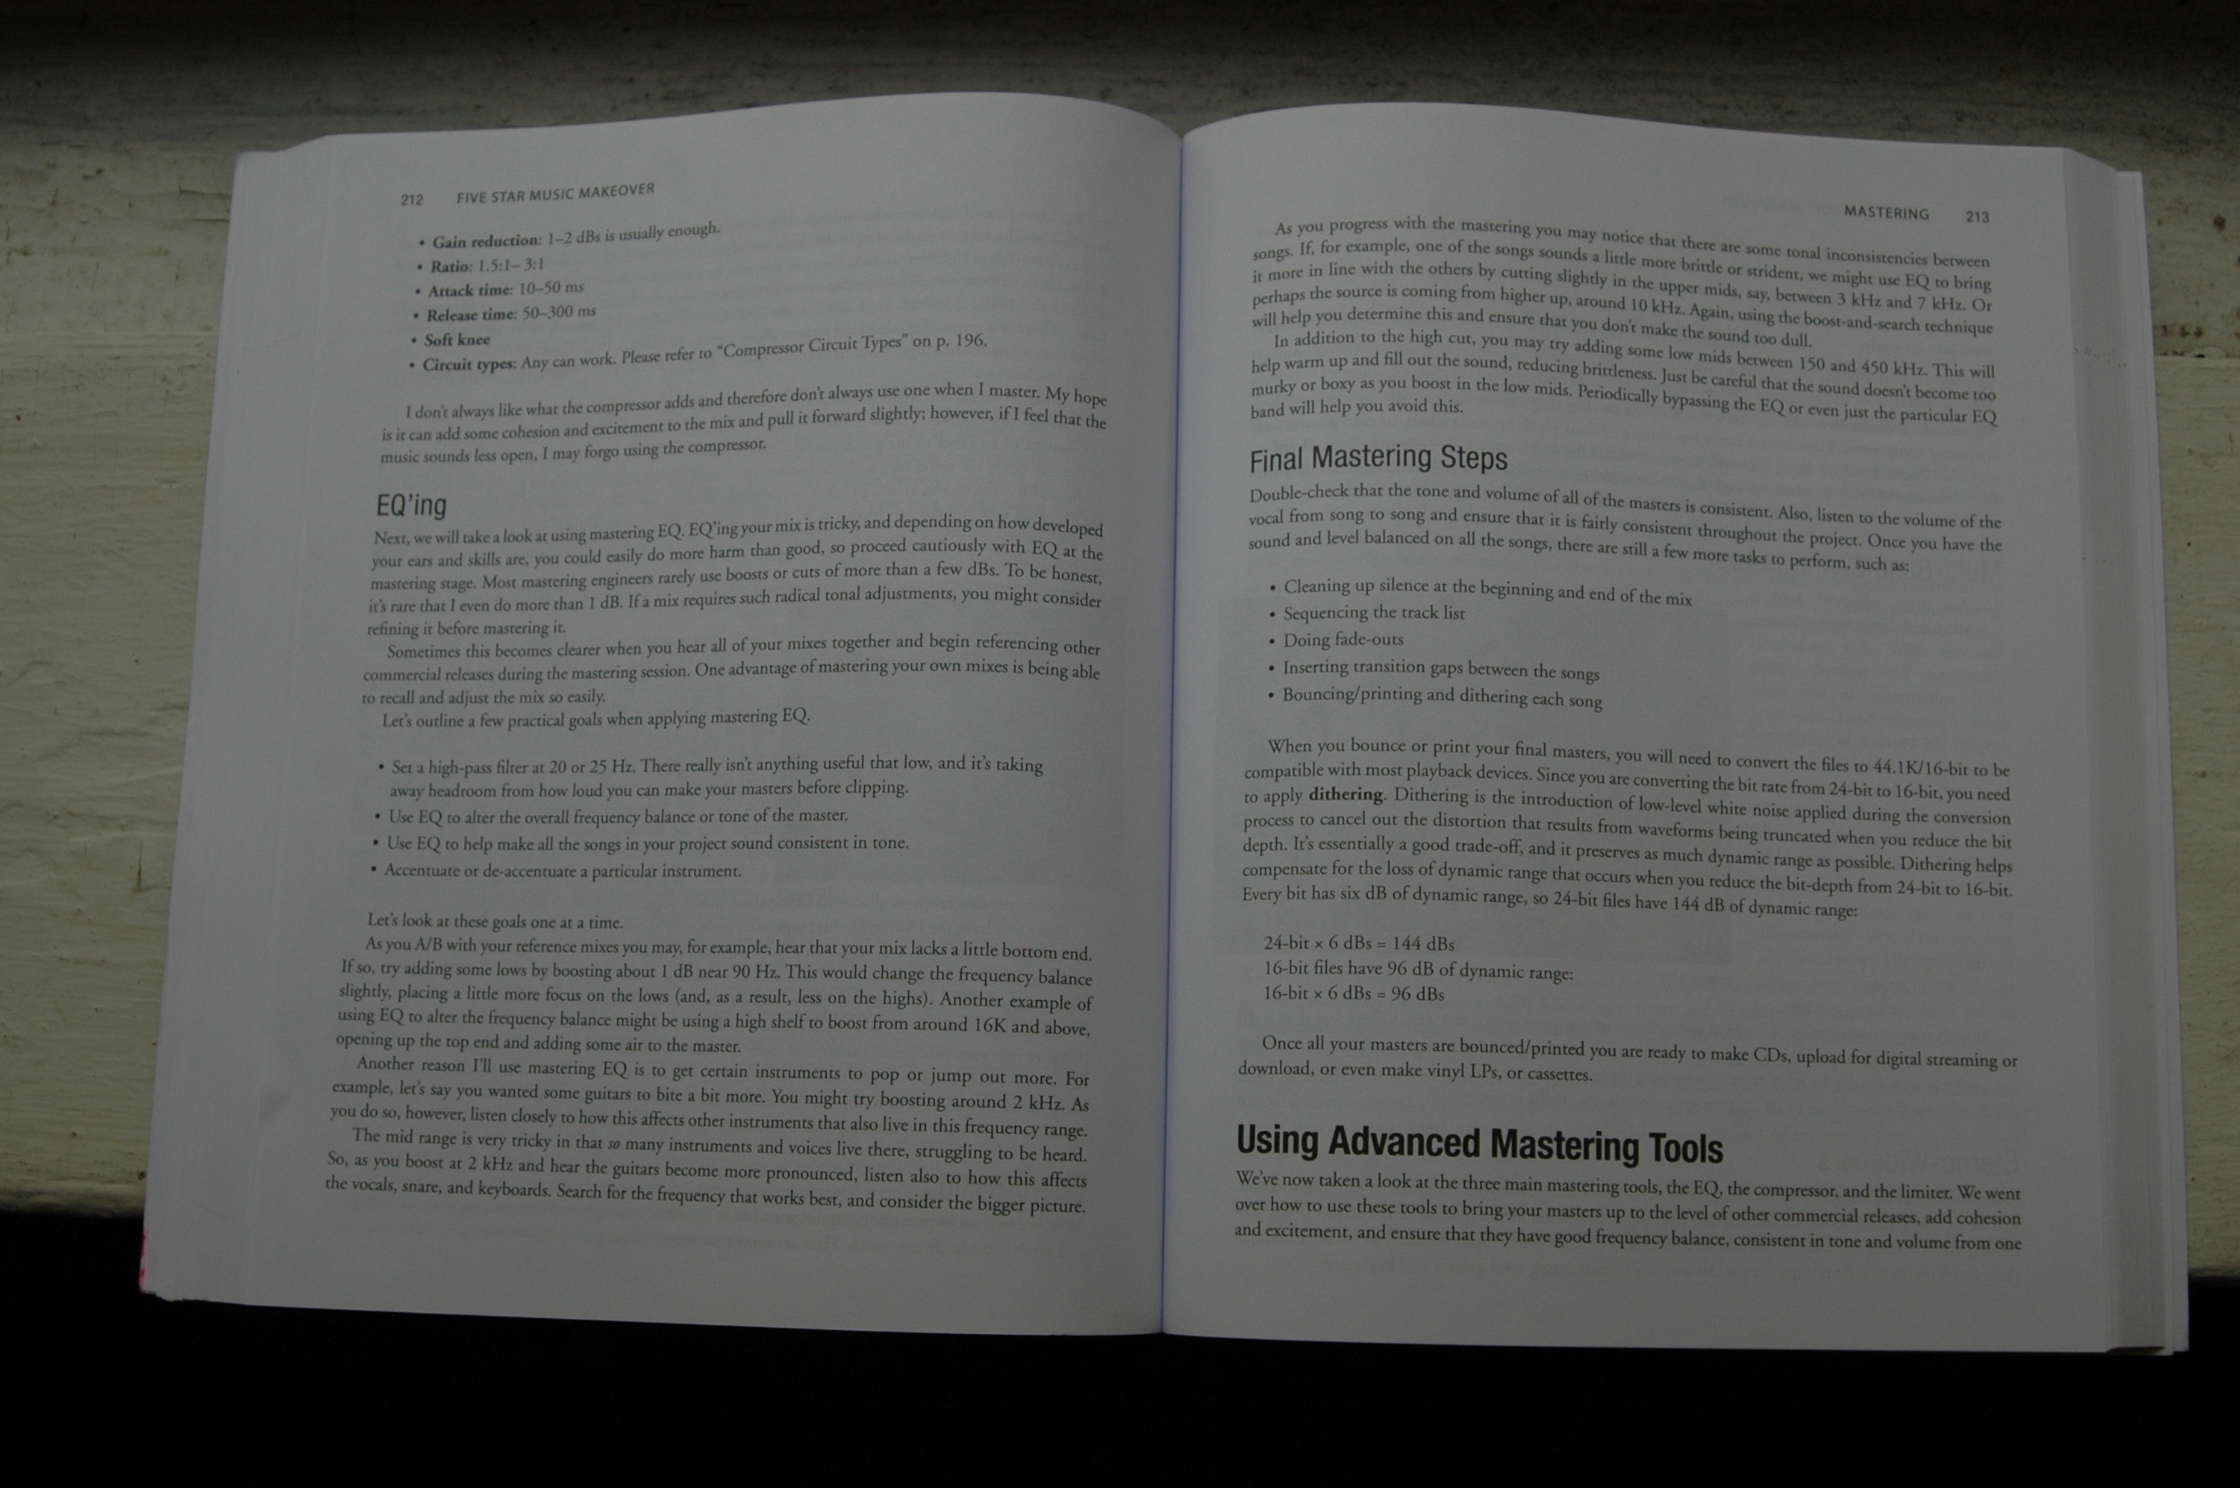 212 FIVE STAR MUSIC MAKEOVER
• Gain reduction: 1–2 dBs is usually enough.
• Ratio: 1.5:1– 3:1
• Attack time: 10–50 ms
• Release time: 50–300 ms
• Soft knee
• Circuit types: Any can work. Please refer to “Compressor Circuit Types” on p. 196.
I don’t always like what the compressor adds and therefore don’t always use one when I master. My hope
is it can add some cohesion and excitement to the mix and pull it forward slightly; however, if I feel that the
music sounds less open, I may forgo using the compressor.
EQ’ing
Next, we will take a look at using mastering EQ. EQ’ing your mix is tricky, and depending on how developed
your ears and skills are, you could easily do more harm than good, so proceed cautiously with EQ at the
mastering stage. Most mastering engineers rarely use boosts or cuts of more than a few dBs. To be honest,
it’s rare that I even do more than 1 dB. If a mix requires such radical tonal adjustments, you might consider
refining it before mastering it.
Sometimes this becomes clearer when you hear all of your mixes together and begin referencing other
commercial releases during the mastering session. One advantage of mastering your own mixes is being able
to recall and adjust the mix so easily.
Let’s outline a few practical goals when applying mastering EQ.
• Set a high-pass filter at 20 or 25 Hz. There really isn’t anything useful that low, and it’s taking
away headroom from how loud you can make your masters before clipping.
• Use EQ to alter the overall frequency balance or tone of the master.
• Use EQ to help make all the songs in your project sound consistent in tone.
• Accentuate or de-accentuate a particular instrument.
Let’s look at these goals one at a time.
As you A/B with your reference mixes you may, for example, hear that your mix lacks a little bottom end.
If so, try adding some lows by boosting about 1 dB near 90 Hz. This would change the frequency balance
slightly, placing a little more focus on the lows (and, as a result, less on the highs). Another example of
using EQ to alter the frequency balance might be using a high shelf to boost from around 16K and above,
opening up the top end and adding some air to the master.
Another reason I’ll use mastering EQ is to get certain instruments to pop or jump out more. For
example, let’s say you wanted some guitars to bite a bit more. You might try boosting around 2 kHz. As
you do so, however, listen closely to how this affects other instruments that also live in this frequency range.
The mid range is very tricky in that so many instruments and voices live there, struggling to be heard.
So, as you boost at 2 kHz and hear the guitars become more pronounced, listen also to how this affects
the vocals, snare, and keyboards. Search for the frequency that works best, and consider the bigger picture.
MASTERING 213
As you progress with the mastering you may notice that there are some tonal inconsistencies between
songs. If, for example, one of the songs sounds a little more brittle or strident, we might use EQ to bring
it more in line with the others by cutting slightly in the upper mids, say, between 3 kHz and 7 kHz. Or
perhaps the source is coming from higher up, around 10 kHz. Again, using the boost-and-search technique
will help you determine this and ensure that you don’t make the sound too dull.
In addition to the high cut, you may try adding some low mids between 150 and 450 kHz. This will
help warm up and fill out the sound, reducing brittleness. Just be careful that the sound doesn’t become too
murky or boxy as you boost in the low mids. Periodically bypassing the EQ or even just the particular EQ
band will help you avoid this.
Final Mastering Steps
Double-check that the tone and volume of all of the masters is consistent. Also, listen to the volume of the
vocal from song to song and ensure that it is fairly consistent throughout the project. Once you have the
sound and level balanced on all the songs, there are still a few more tasks to perform, such as:
• Cleaning up silence at the beginning and end of the mix
• Sequencing the track list
• Doing fade-outs
• Inserting transition gaps between the songs
• Bouncing/printing and dithering each song
When you bounce or print your final masters, you will need to convert the files to 44.1K/16-bit to be
compatible with most playback devices. Since you are converting the bit rate from 24-bit to 16-bit, you need
to apply dithering. Dithering is the introduction of low-level white noise applied during the conversion
process to cancel out the distortion that results from waveforms being truncated when you reduce the bit
depth. It’s essentially a good trade-off, and it preserves as much dynamic range as possible. Dithering helps
compensate for the loss of dynamic range that occurs when you reduce the bit-depth from 24-bit to 16-bit.
Every bit has six dB of dynamic range, so 24-bit files have 144 dB of dynamic range:
24-bit × 6 dBs = 144 dBs
16-bit files have 96 dB of dynamic range:
16-bit × 6 dBs = 96 dBs
Once all your masters are bounced/printed you are ready to make CDs, upload for digital streaming or
download, or even make vinyl LPs, or cassettes.
Using Advanced Mastering Tools
We’ve now taken a look at the three main mastering tools, the EQ, the compressor, and the limiter. We went
over how to use these tools to bring your masters up to the level of other commercial releases, add cohesion
and excitement, and ensure that they have good frequency balance, consistent in tone and volume from one